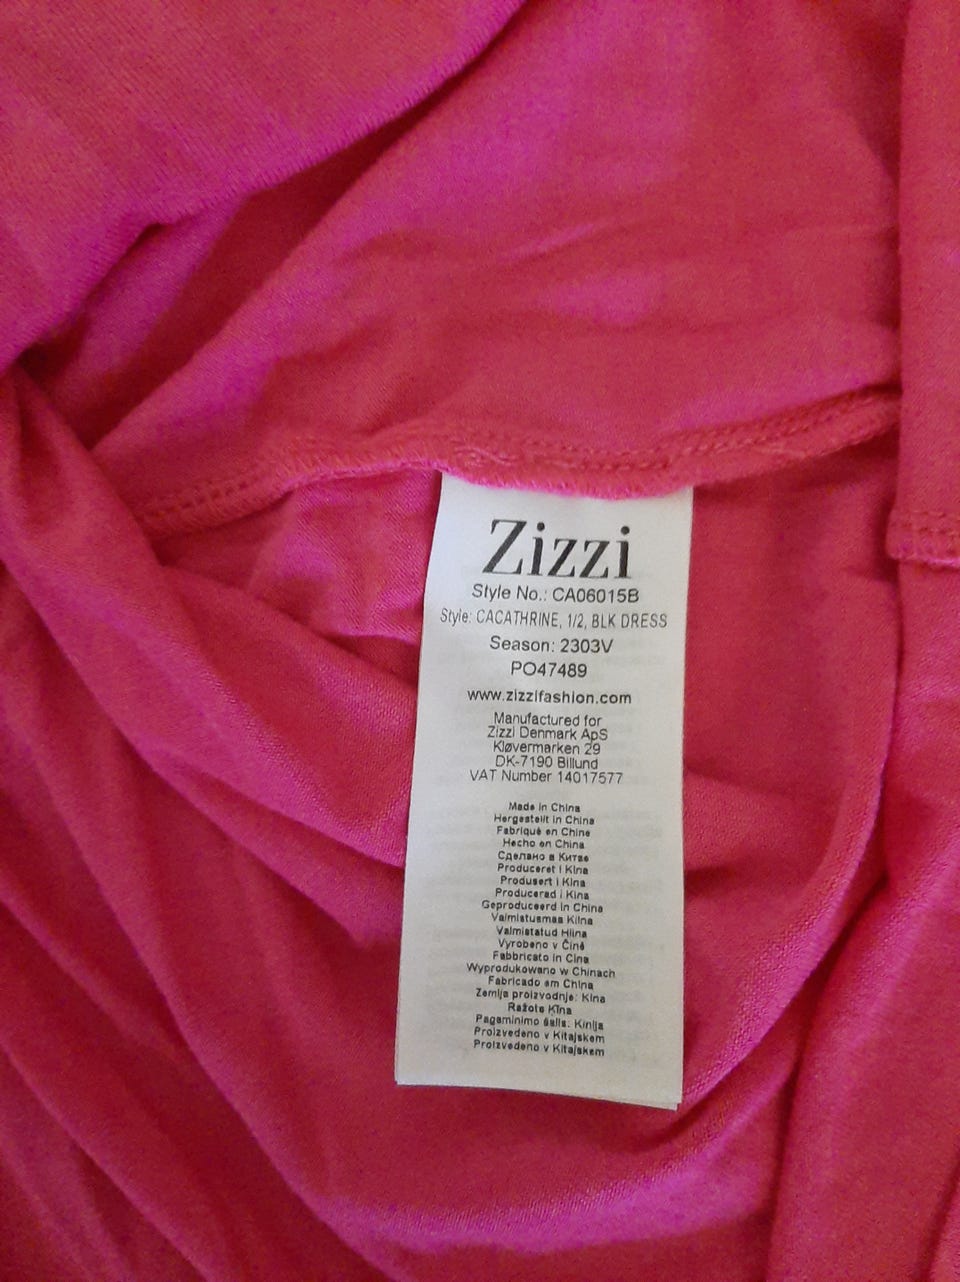 Zizzi
Style No.: CA06015B
Style: CACATHRINE, 1/2, BLK DRESS
Season: 2303V
PO47489
www.zizzifashion.com
Manufactured for
Zizzi Denmark ApS
Kløvermarken 29
DK-7190 Billund
VAT Number 14017577
Made in China
Hergestellt in China
Fabriqué en Chine
Hecho en China
Сделано в Китае
Produceret i Kina
Produsert i Kina
Producerad i Kina
Geproduceerd in China
Valmistusmaa Kiina
Valmistatud Hiina
Vyrobeno v Číně
Fabbricato in Cina
Wyprodukowano w Chinach
Fabricado em China
Zemlja proizvodnje: Kina
Ražots Ķīna
Pagaminimo šalis: Kinija
Proizvedeno v Kitajskem
Proizvedeno v Kitajskem